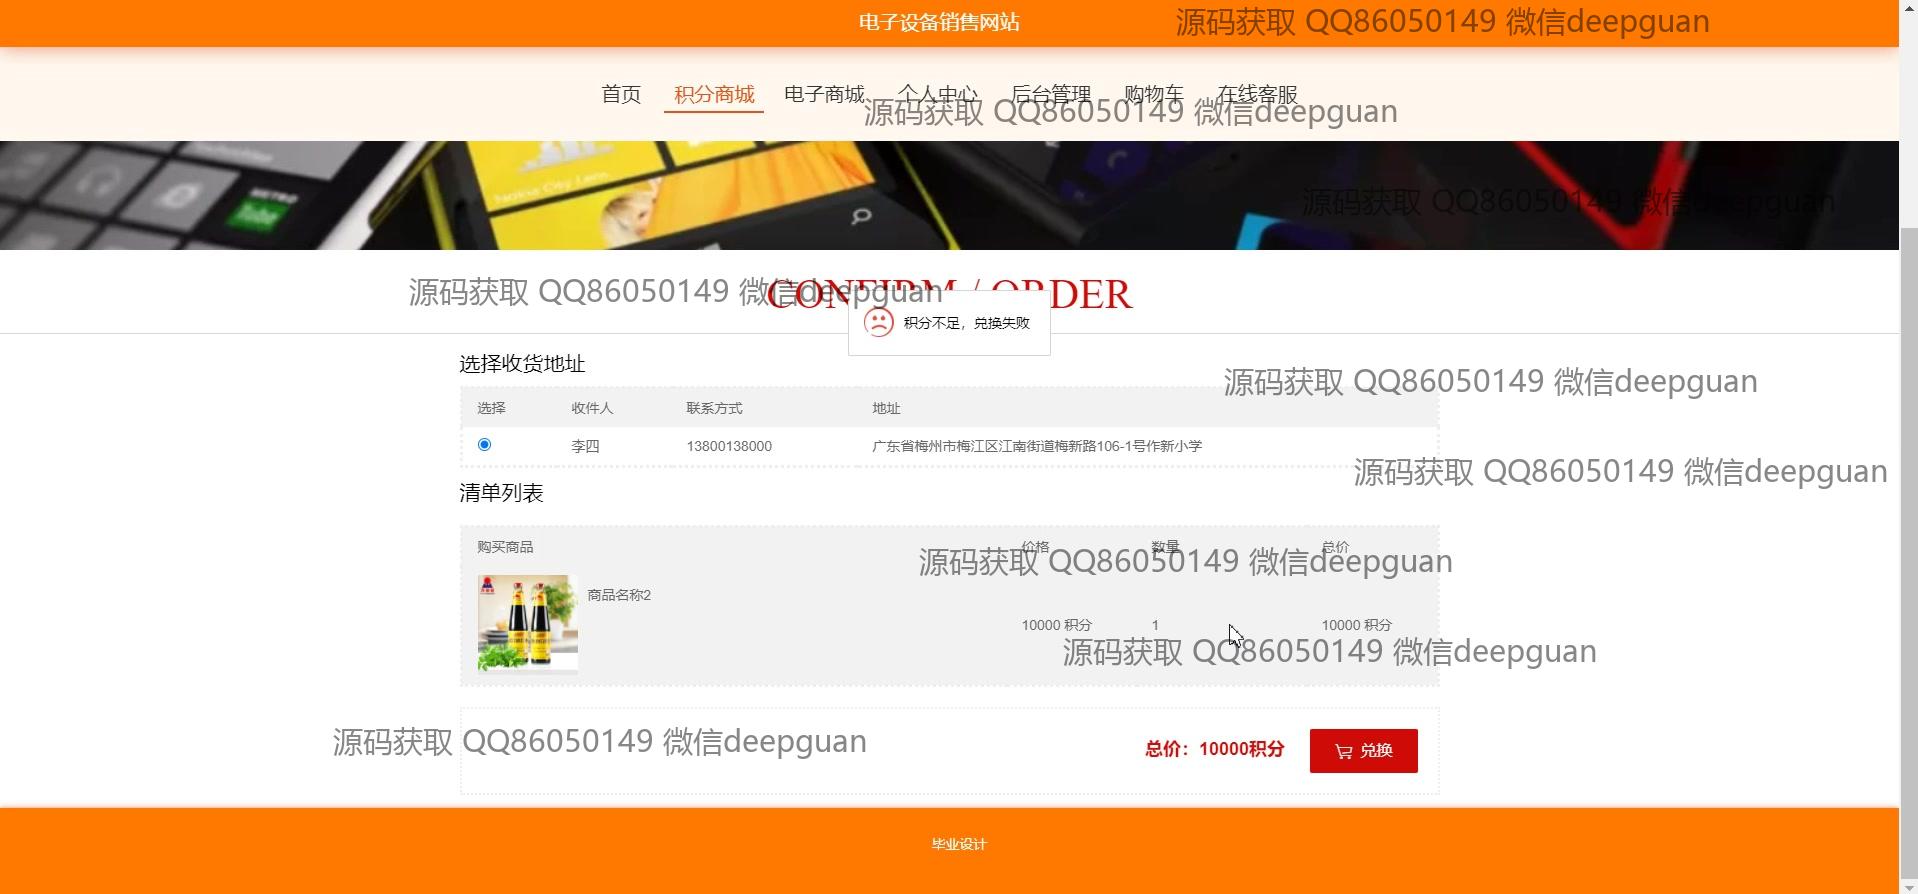 电子设备销售网站
源码获取 QQ86050149 微信deepguan
首页 积分商城 电子商城 个人中心 后台管理 购物车 在线客服
源码获取 QQ86050149 微信deepguan
METRO
Tube
源码获取 QQ86050149 微信deepguan
源码获取 QQ86050149 微信deepguan
CONFIRM / ORDER
积分不足，兑换失败
选择收货地址
源码获取 QQ86050149 微信deepguan
选择 收件人 联系方式 地址
李四 13800138000 广东省梅州市梅江区江南街道梅新路106-1号作新小学
源码获取 QQ86050149 微信deepguan
清单列表
购买商品 价格 数量 总价
源码获取 QQ86050149 微信deepguan
商品名称2
10000 积分 1 10000 积分
源码获取 QQ86050149 微信deepguan
源码获取 QQ86050149 微信deepguan
总价：10000积分 兑换
毕业设计